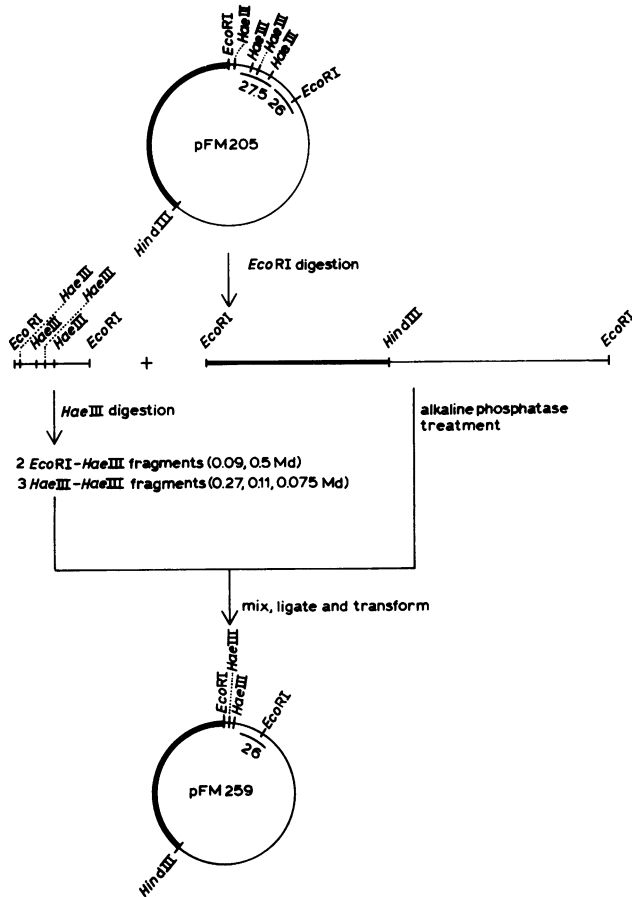 EcoRI
HaeIII
HaeIII
HaeIII
HaeIII
EcoRI
27.5
26
pFM205
HindIII
EcoRI digestion
EcoRI
HaeIII
HaeIII
HaeIII
HaeIII
EcoRI
+
EcoRI
HindIII
EcoRI
HaeIII digestion
alkaline phosphatase
treatment
2 EcoRI-HaeIII fragments (0.09, 0.5 Md)
3 HaeIII-HaeIII fragments (0.27, 0.11, 0.075 Md)
mix, ligate and transform
EcoRI
HaeIII
HaeIII
EcoRI
26
pFM259
HindIII